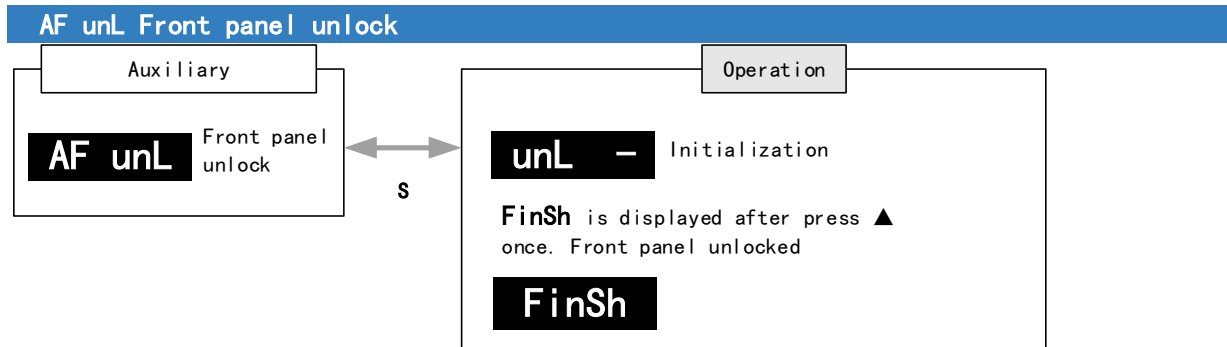 AF unL Front panel unlock
Auxiliary
AF unL
Front panel
unlock
S
Operation
unL －
Initialization
FinSh is displayed after press ▲
once. Front panel unlocked
FinSh